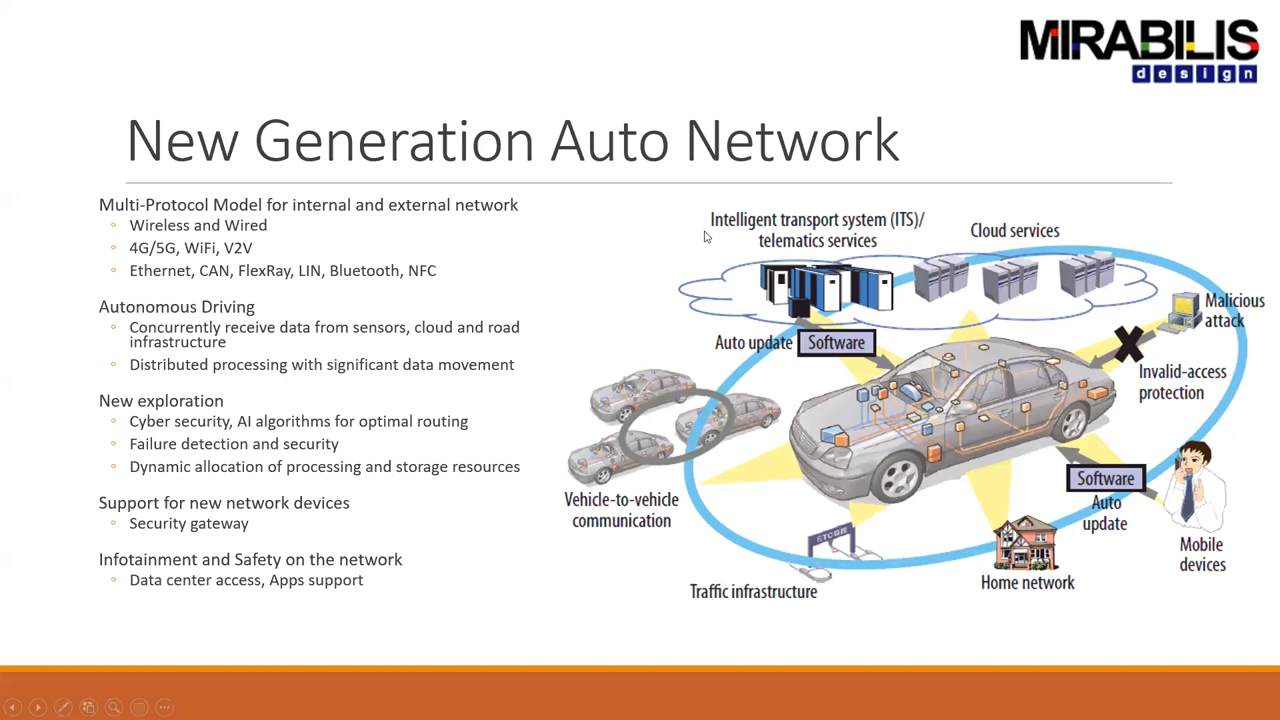 MIRABILIS
design
New Generation Auto Network
Multi-Protocol Model for internal and external network
Wireless and Wired
4G/5G, WiFi, V2V
Ethernet, CAN, FlexRay, LIN, Bluetooth, NFC
Autonomous Driving
Concurrently receive data from sensors, cloud and road
infrastructure
Distributed processing with significant data movement
New exploration
Cyber security, AI algorithms for optimal routing
Failure detection and security
Dynamic allocation of processing and storage resources
Support for new network devices
Security gateway
Infotainment and Safety on the network
Data center access, Apps support
Intelligent transport system (ITS)/
telematics services
Cloud services
Malicious
attack
Auto update
Software
Invalid-access
protection
Vehicle-to-vehicle
communication
Software
Auto
update
Mobile
devices
Traffic infrastructure
Home network